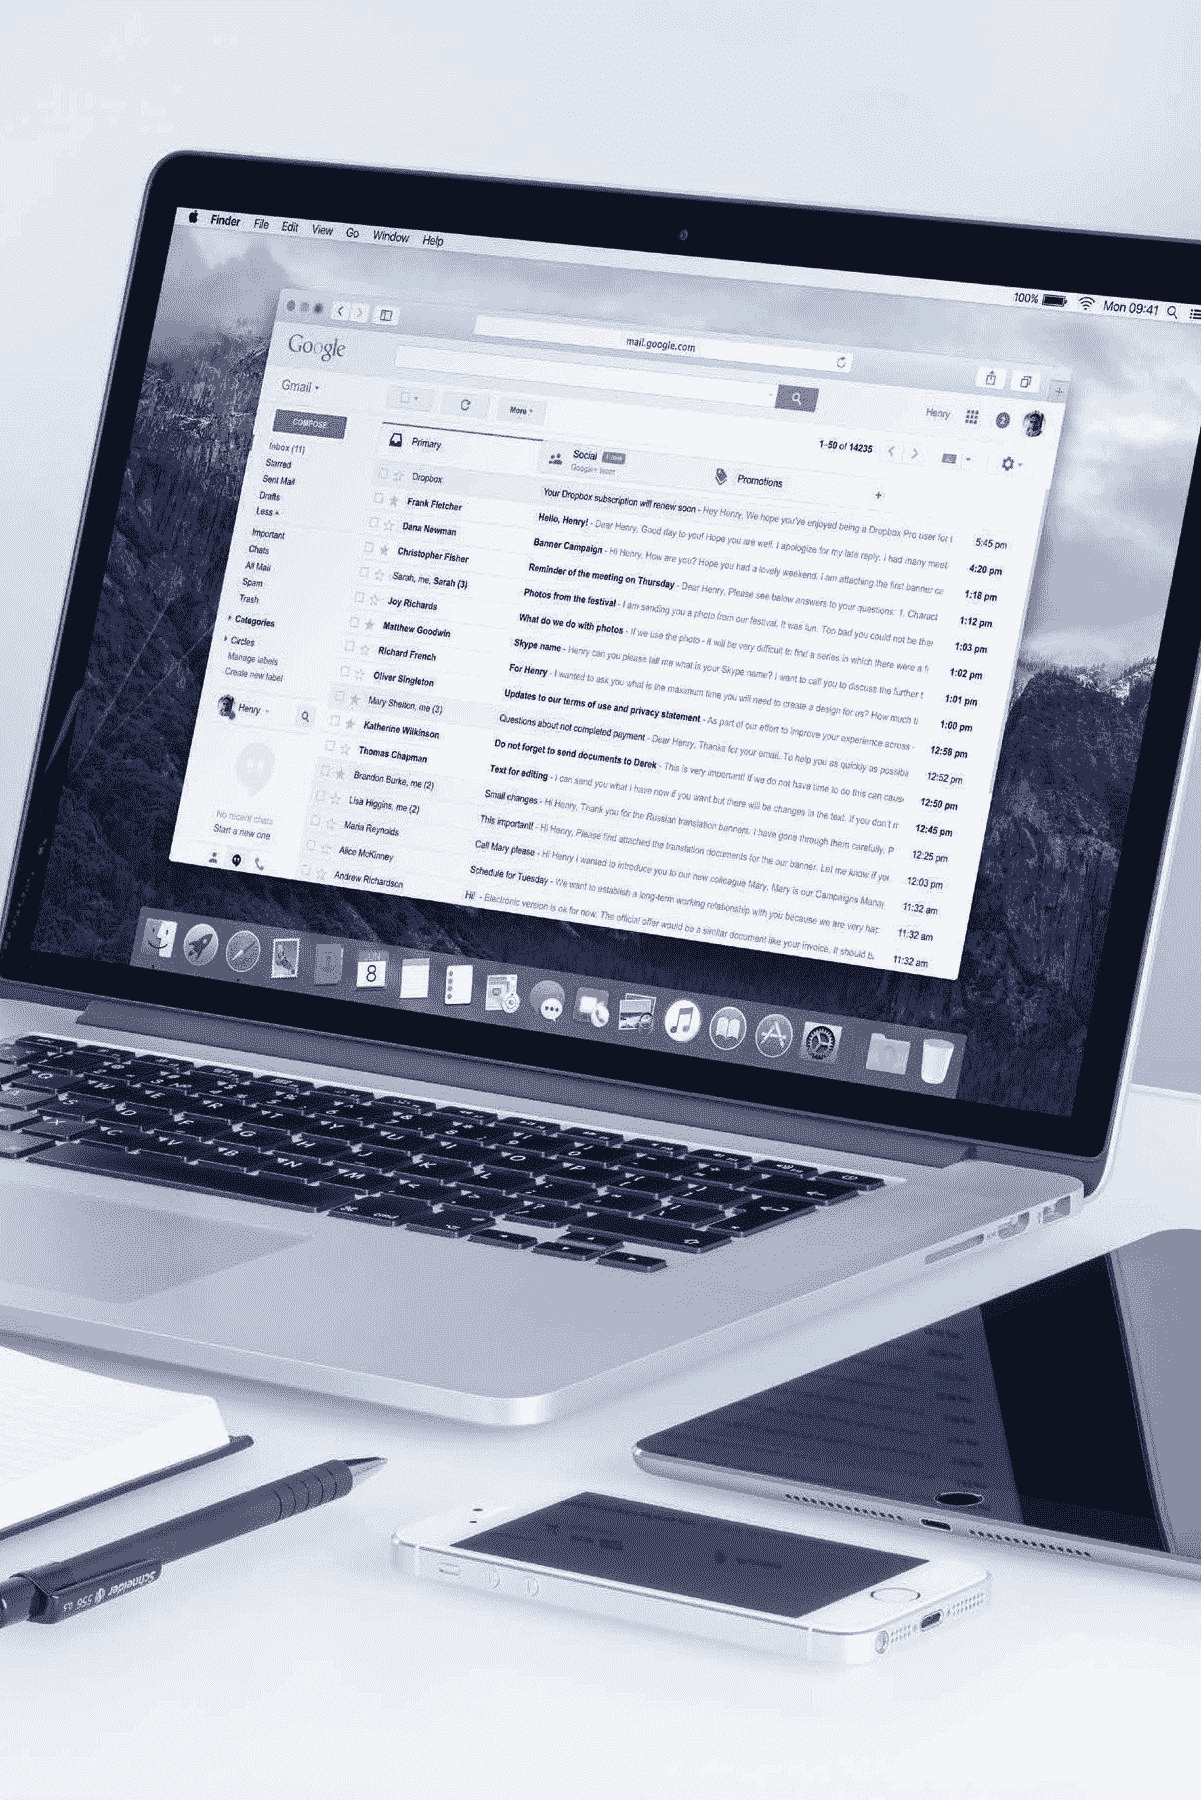 Finder File Edit View Go Window Help
100% Mon 09:41
mail.google.com
Google
Gmail
More
Henry
COMPOSE
1-50 of 14235
Primary
Social
Google+ team
Promotions
+
Inbox (11)
Starred
Sent Mail
Drafts
Less
Important
Chats
All Mail
Spam
Trash
Categories
Circles
Manage labels
Create new label
Henry
No recent chats
Start a new one
Dropbox Your Dropbox subscription will renew soon - Hey Henry, We hope you've enjoyed being a Dropbox Pro user for 5:45 pm
Frank Fletcher Hello, Henry! - Dear Henry, Good day to you! Hope you are well. I apologize for my late reply. I had many meet 4:20 pm
Dana Newman Banner Campaign - Hi Henry, How are you? Hope you had a lovely weekend. I am attaching the first banner 1:18 pm
Christopher Fisher Reminder of the meeting on Thursday - Dear Henry, Please see below answers to your questions: 1. Charact 1:12 pm
Sarah, me, Sarah (3) Photos from the festival - I am sending you a photo from our festival. It was fun. Too bad you could not be 1:03 pm
Joy Richards What do we do with photos - If we use the photo - it will be very difficult to find a series in which there were a 1:02 pm
Matthew Goodwin Skype name - Henry can you please tell me what is your Skype name? I want to call you to discuss the further 1:01 pm
Richard French For Henry - I wanted to ask you what is the maximum time you will need to create a design for us? How much 1:00 pm
Oliver Singleton Updates to our terms of use and privacy statement - As part of our effort to improve your experience across 12:58 pm
Mary Shelton, me (3) Questions about not completed payment - Dear Henry, Thanks for your email. To help you as quickly as possible 12:52 pm
Katherine Wilkinson Do not forget to send documents to Derek - This is very important! If we do not have time to do this can 12:50 pm
Thomas Chapman Text for editing - I can send you what I have now if you want but there will be changes in the text. If you don't 12:45 pm
Brandon Burke, me (2) Small changes - Hi Henry, Thank you for the Russian translation banners. I have gone through them carefully. P 12:25 pm
Lisa Higgins, me (2) This important! - Hi Henry, Please find attached the translation documents for the our banner. Let me know if 12:03 pm
Maria Reynolds Call Mary please - Hi Henry I wanted to introduce you to our new colleague Mary. Mary is our Campaigns 11:32 am
Alice McKinney Schedule for Tuesday - We want to establish a long-term working relationship with you because we are very 11:32 am
Andrew Richardson Hi! - Electronic version is ok for now. The official offer would be a similar document like your invoice. It should 11:32 am
8
W E R T Y U I O P
D F G H J K L
X C V B N M
Schneider